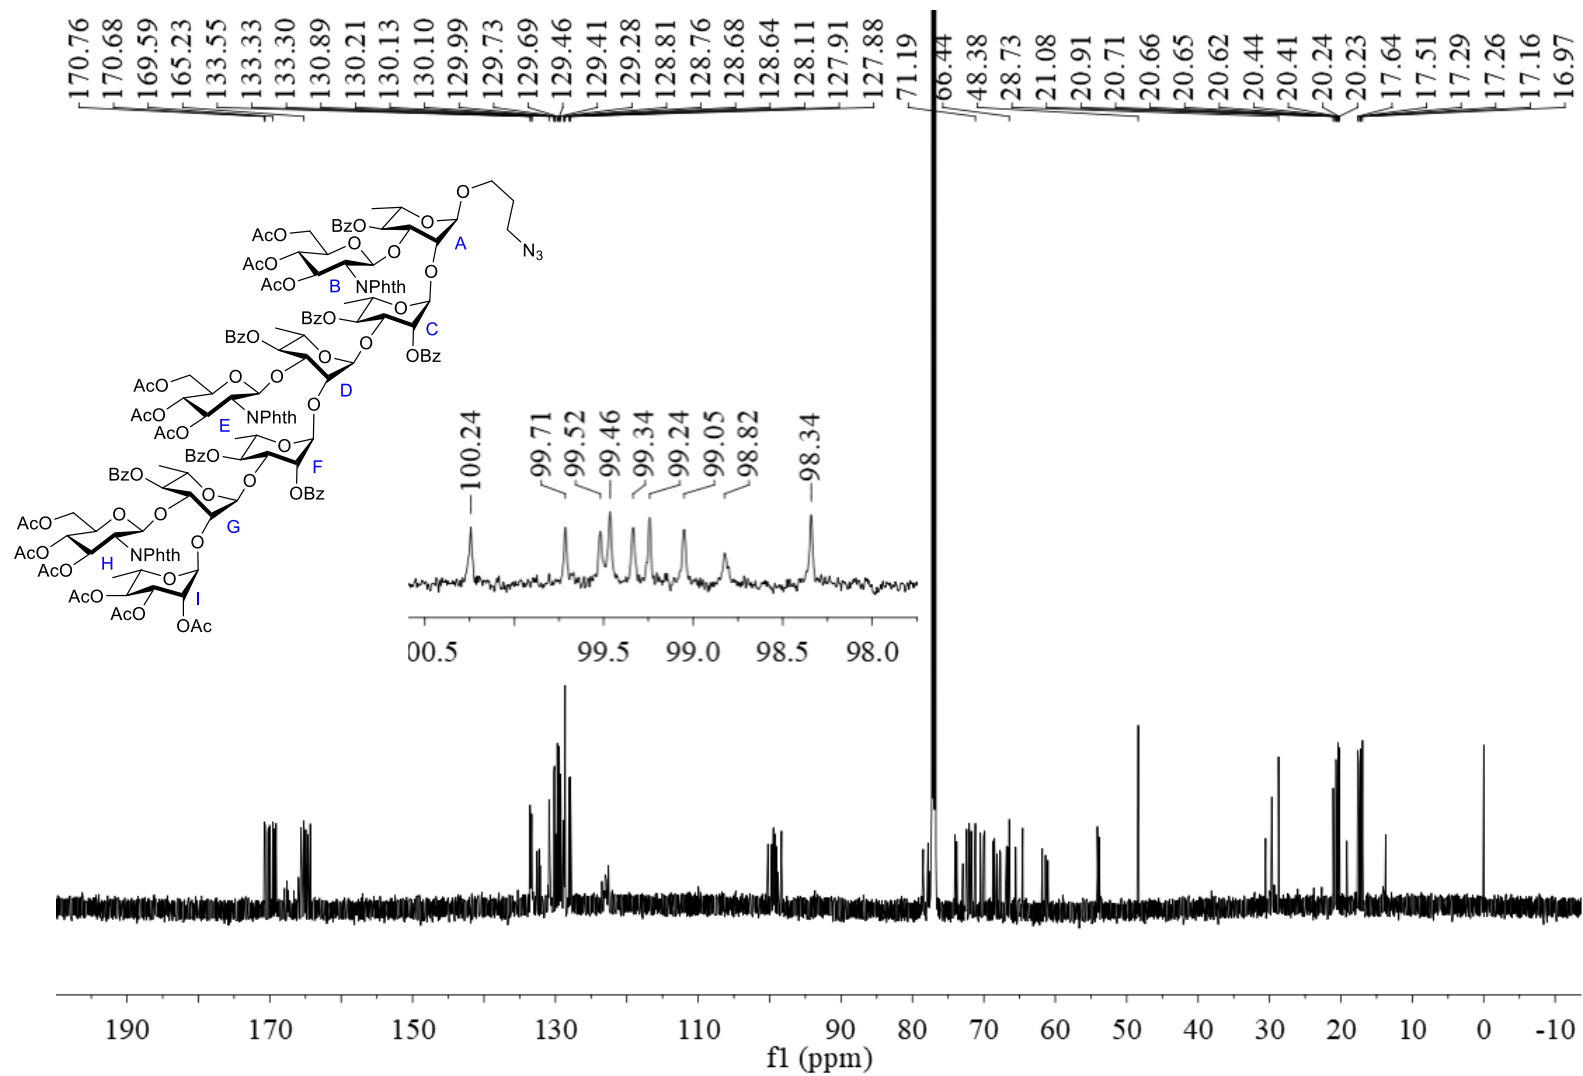 170.76
170.68
169.59
165.23
133.55
133.33
133.30
130.89
130.21
130.13
130.10
129.99
129.73
129.69
129.46
129.41
129.28
128.81
128.76
128.68
128.64
128.11
127.91
127.88
71.19
66.44
48.38
28.73
21.08
20.91
20.71
20.66
20.65
20.62
20.44
20.41
20.24
20.23
17.64
17.51
17.29
17.26
17.16
16.97
O
BzO O A
AcO O O N3
AcO O
AcO B NPhth
O
BzO C
BzO O OBz
O
AcO O O D
AcO O
AcO E NPhth
O
BzO F
BzO O OBz
O
AcO O O G
AcO O
AcO H NPhth
O
AcO I
AcO OAc
100.24
99.71
99.52
99.46
99.34
99.24
99.05
98.82
98.34
00.5 99.5 99.0 98.5 98.0
190 170 150 130 110 90 80 70 60 50 40 30 20 10 0 -10
f1 (ppm)